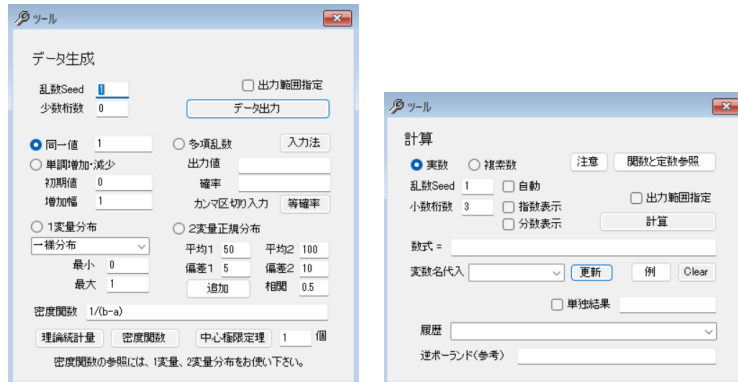 ツール
データ生成
乱数Seed 1 出力範囲指定
少数桁数 0 データ出力
同一値 1 多項乱数 入力法
単調増加・減少 出力値
初期値 0 確率
増加幅 1 カンマ区切り入力 等確率
1変量分布 2変量正規分布
一様分布 平均1 50 平均2 100
最小 0 偏差1 5 偏差2 10
最大 1 追加 相関 0.5
密度関数 1/(b-a)
理論統計量 密度関数 中心極限定理 1 個
密度関数の参照には、1変量、2変量分布をお使い下さい。
ツール
計算
実数 複素数 注意 関数と定数参照
乱数Seed 1 自動 出力範囲指定
小数桁数 3 指数表示
分数表示 計算
数式 =
変数名代入 更新 例 Clear
単独結果
履歴
逆ポーランド(参考)